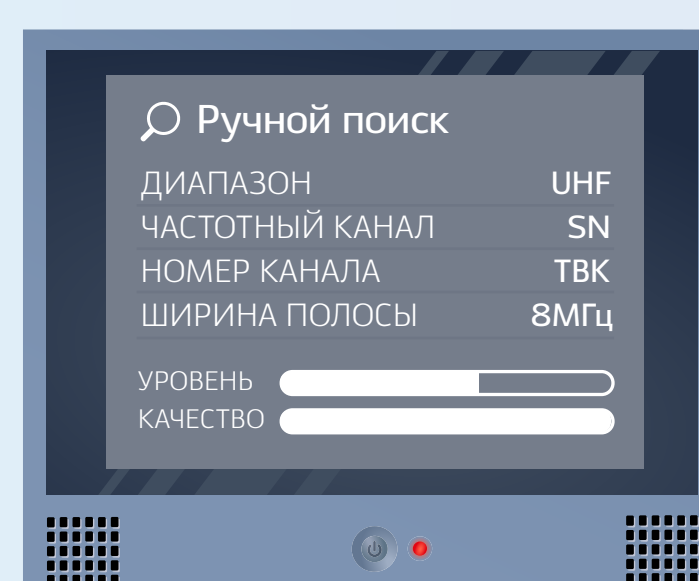 Ручной поиск
ДИАПАЗОН UHF
ЧАСТОТНЫЙ КАНАЛ SN
НОМЕР КАНАЛА ТВК
ШИРИНА ПОЛОСЫ 8МГц
УРОВЕНЬ
КАЧЕСТВО